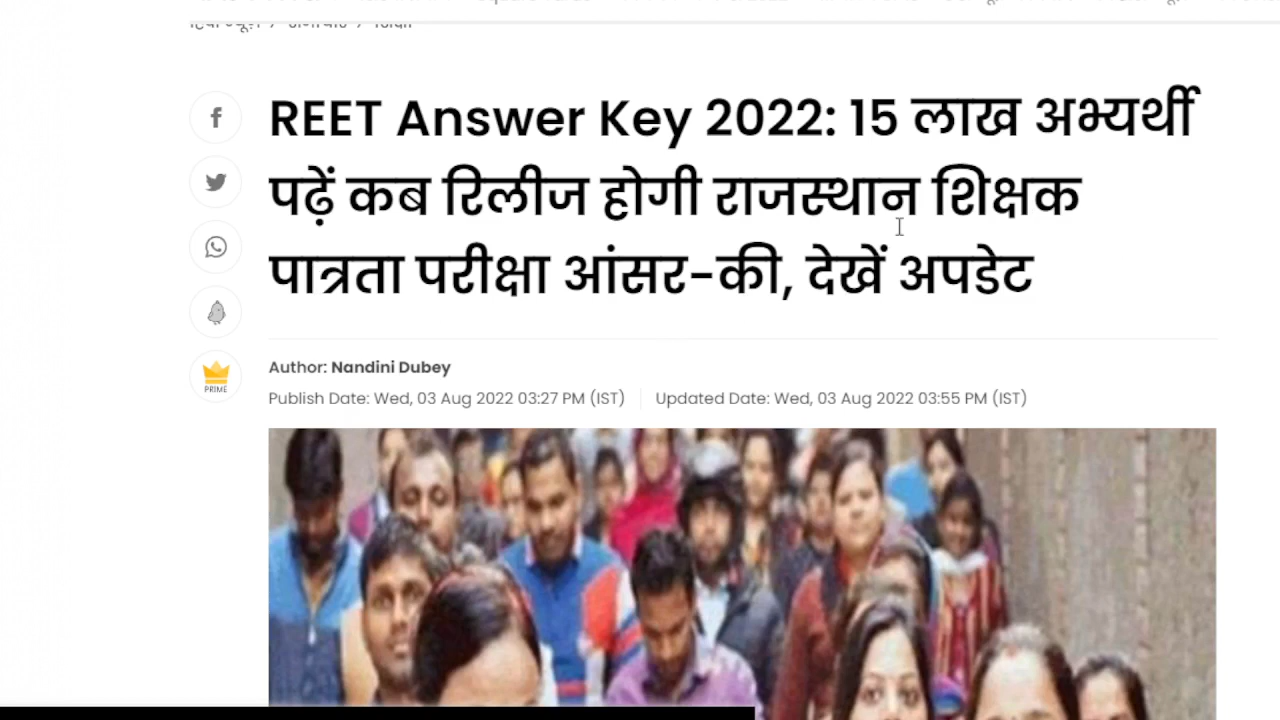 REET Answer Key 2022: 15 लाख अभ्यर्थी
पढ़ें कब रिलीज होगी राजस्थान शिक्षक
पात्रता परीक्षा आंसर-की, देखें अपडेट
PRIME
Author: Nandini Dubey
Publish Date: Wed, 03 Aug 2022 03:27 PM (IST)
Updated Date: Wed, 03 Aug 2022 03:55 PM (IST)